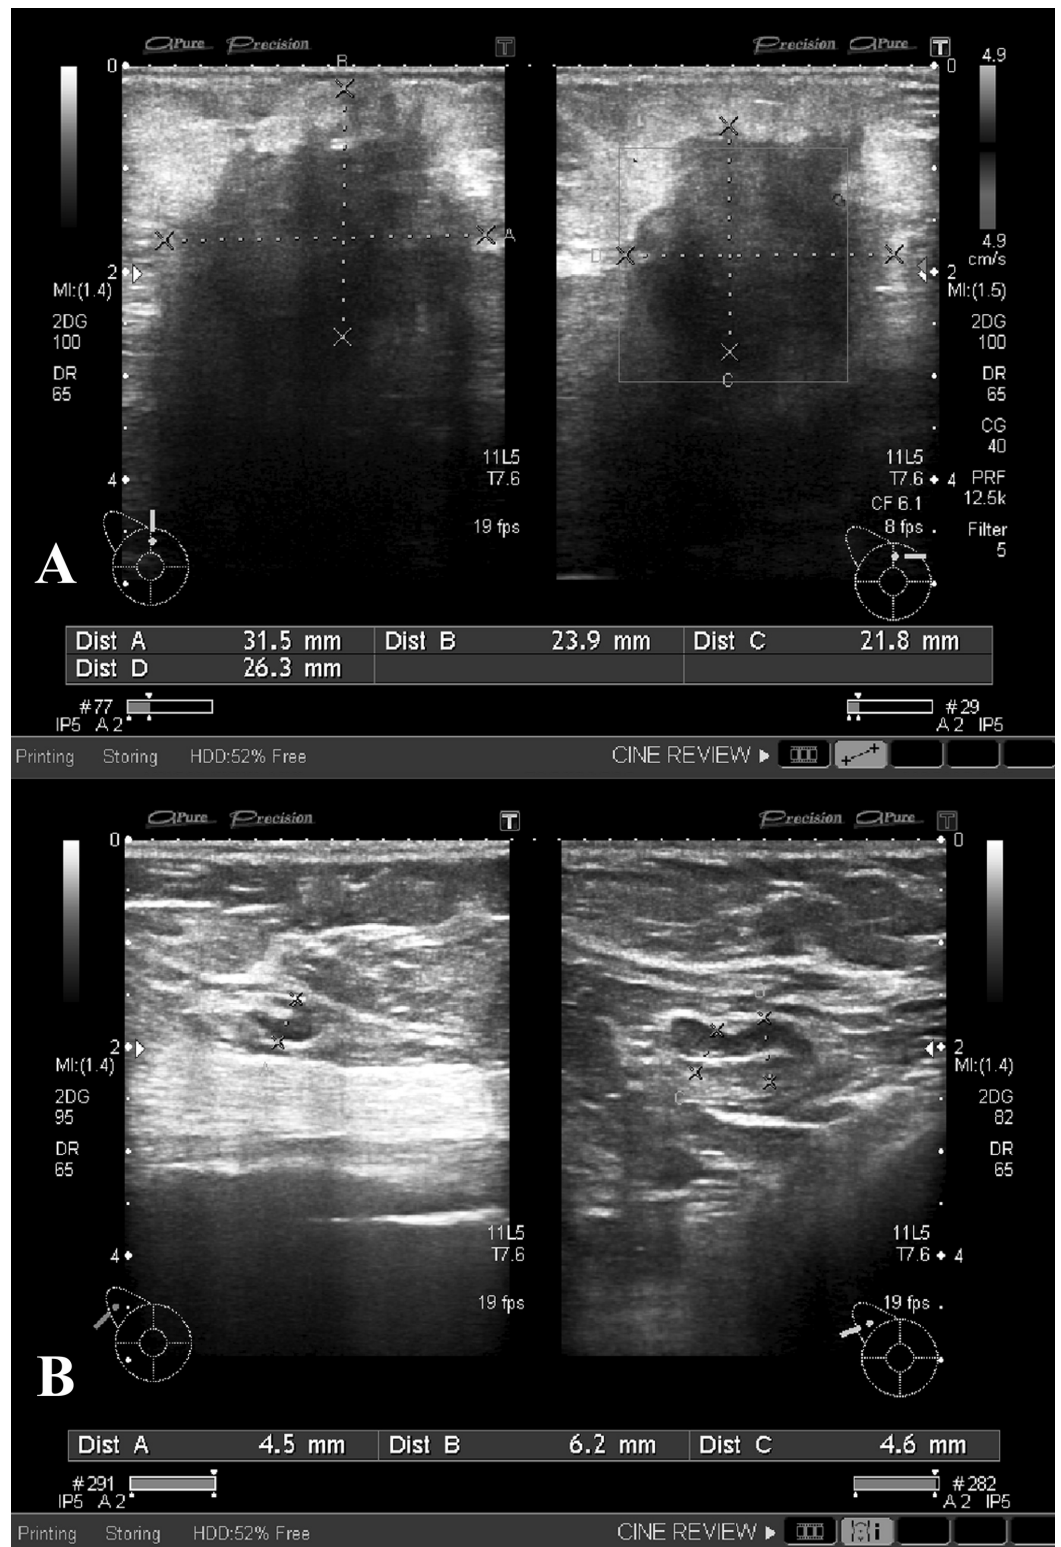 aPure Precision T
Precision aPure T
B
0
0
4.9
A
D
4.9
cm/s
2
MI:(1.4)
2DG
100
DR
65
2
MI:(1.5)
2DG
100
DR
65
CG
40
PRF
12.5k
Filter
5
C
11L5
T7.6
19 fps
4
11L5
T7.6
4
CF 6.1
8 fps
A
Dist A 31.5 mm Dist B 23.9 mm Dist C 21.8 mm
Dist D 26.3 mm
#77
IP5 A 2
#29
A 2 IP5
Printing Storing HDD:52% Free CINE REVIEW
aPure Precision T
Precision aPure T
0
0
2
MI:(1.4)
2DG
95
DR
65
2
MI:(1.4)
2DG
82
DR
65
A
C
11L5
T7.6
19 fps
4
11L5
T7.6
4
19 fps
B
Dist A 4.5 mm Dist B 6.2 mm Dist C 4.6 mm
#291
IP5 A 2
#282
A 2 IP5
Printing Storing HDD:52% Free CINE REVIEW
i